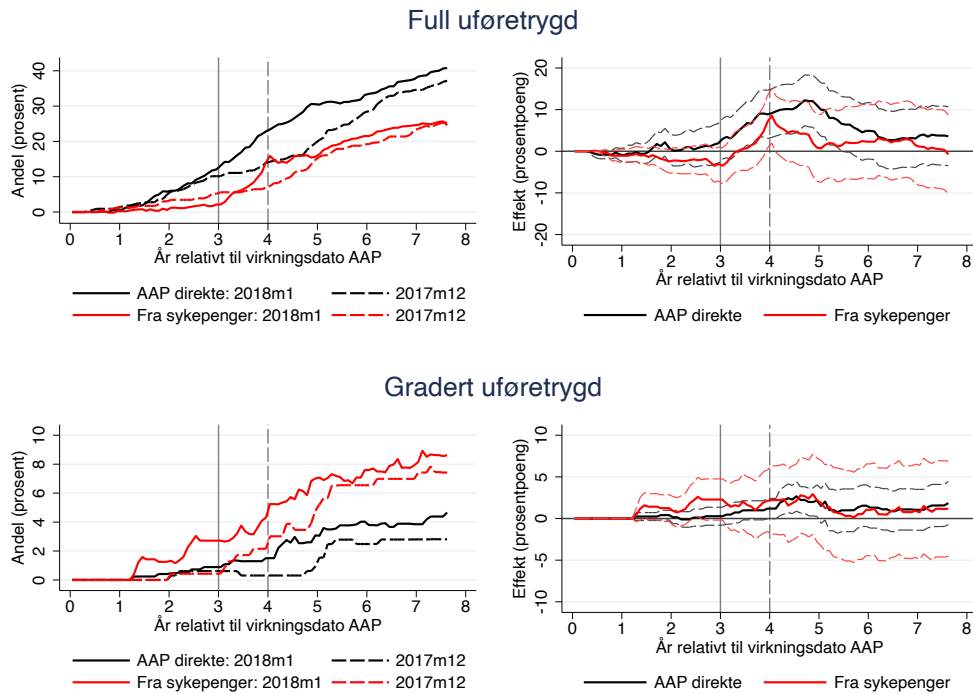 Full uføretrygd
Andel (prosent)
40
30
20
10
0
0 1 2 3 4 5 6 7 8
År relativt til virkningsdato AAP
AAP direkte: 2018m1 2017m12
Fra sykepenger: 2018m1 2017m12
Effekt (prosentpoeng)
20
10
0
-10
-20
0 1 2 3 4 5 6 7 8
År relativt til virkningsdato AAP
AAP direkte Fra sykepenger
Gradert uføretrygd
Andel (prosent)
10
8
6
4
2
0
0 1 2 3 4 5 6 7 8
År relativt til virkningsdato AAP
AAP direkte: 2018m1 2017m12
Fra sykepenger: 2018m1 2017m12
Effekt (prosentpoeng)
10
5
0
-5
-10
0 1 2 3 4 5 6 7 8
År relativt til virkningsdato AAP
AAP direkte Fra sykepenger